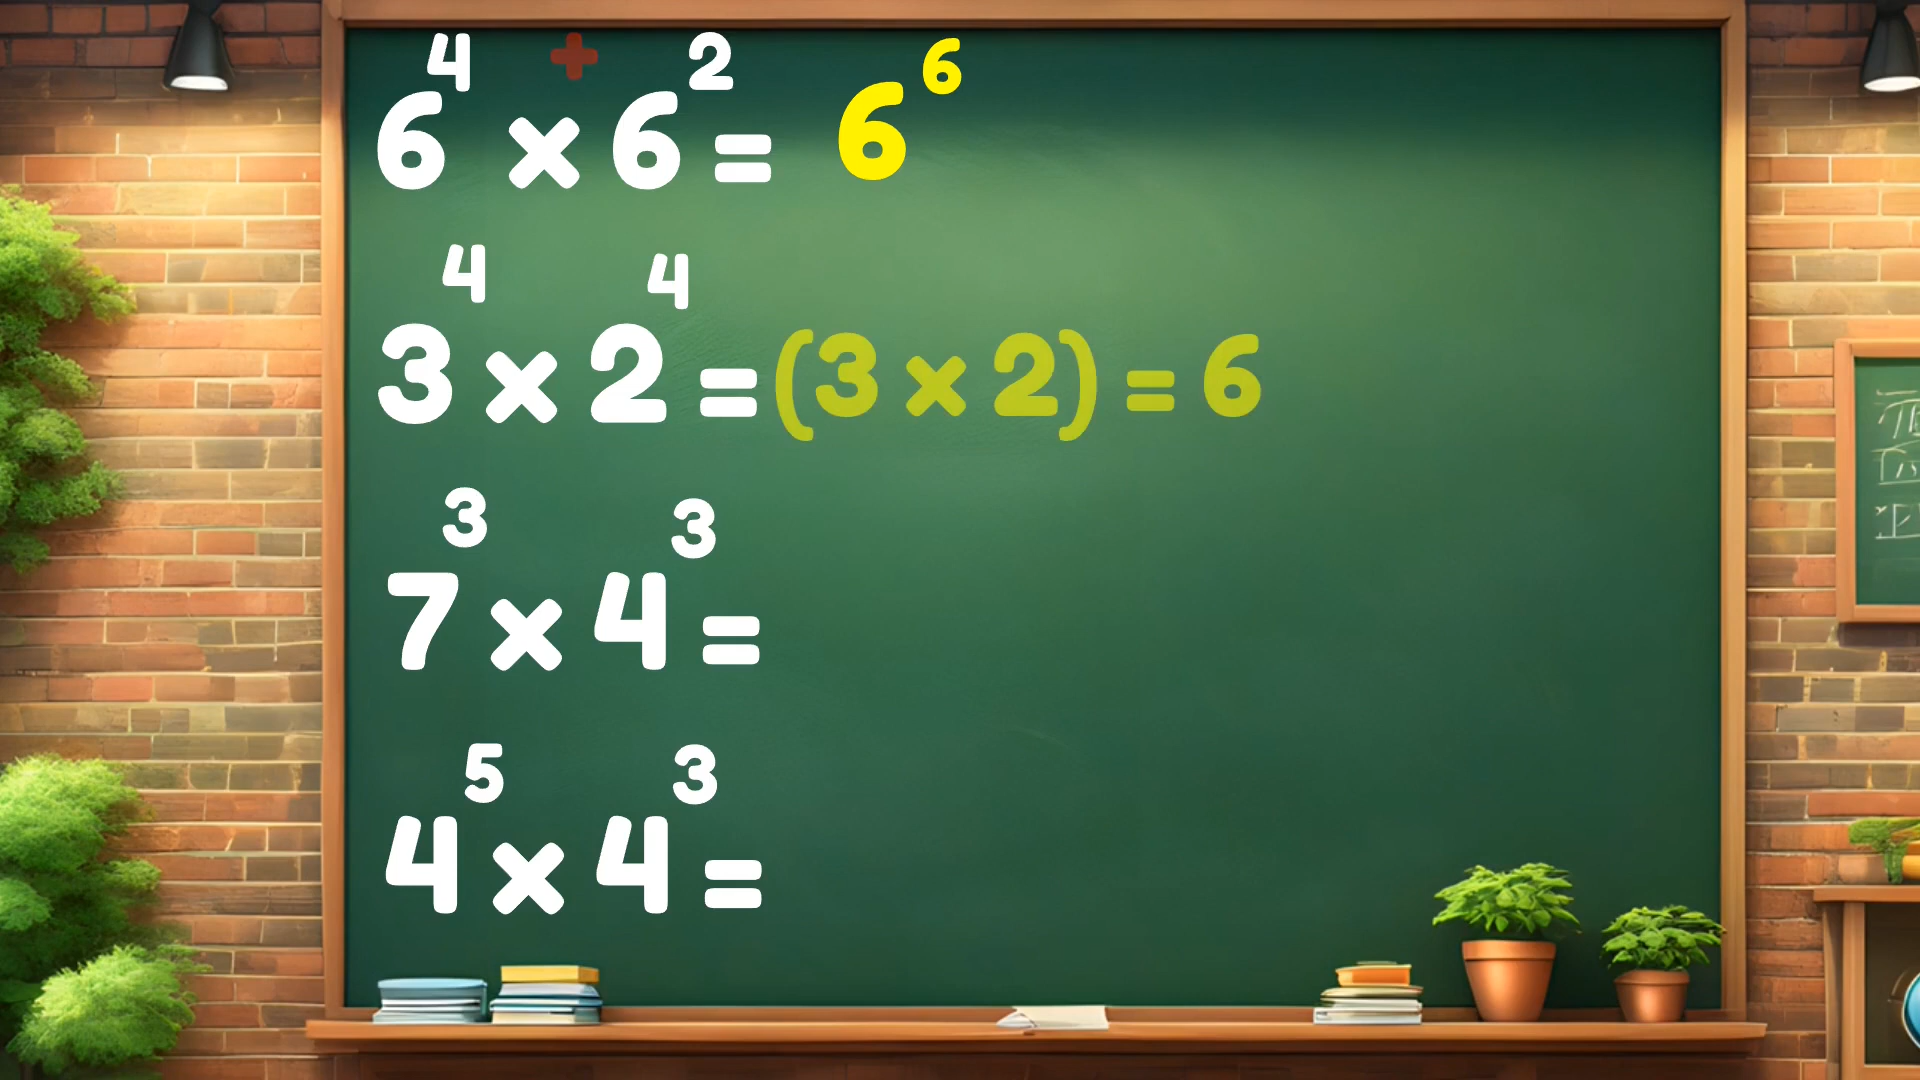 6⁴ + × 6² = 6⁶
3⁴ × 2⁴ = (3 × 2) = 6
7³ × 4³ =
4⁵ × 4³ =